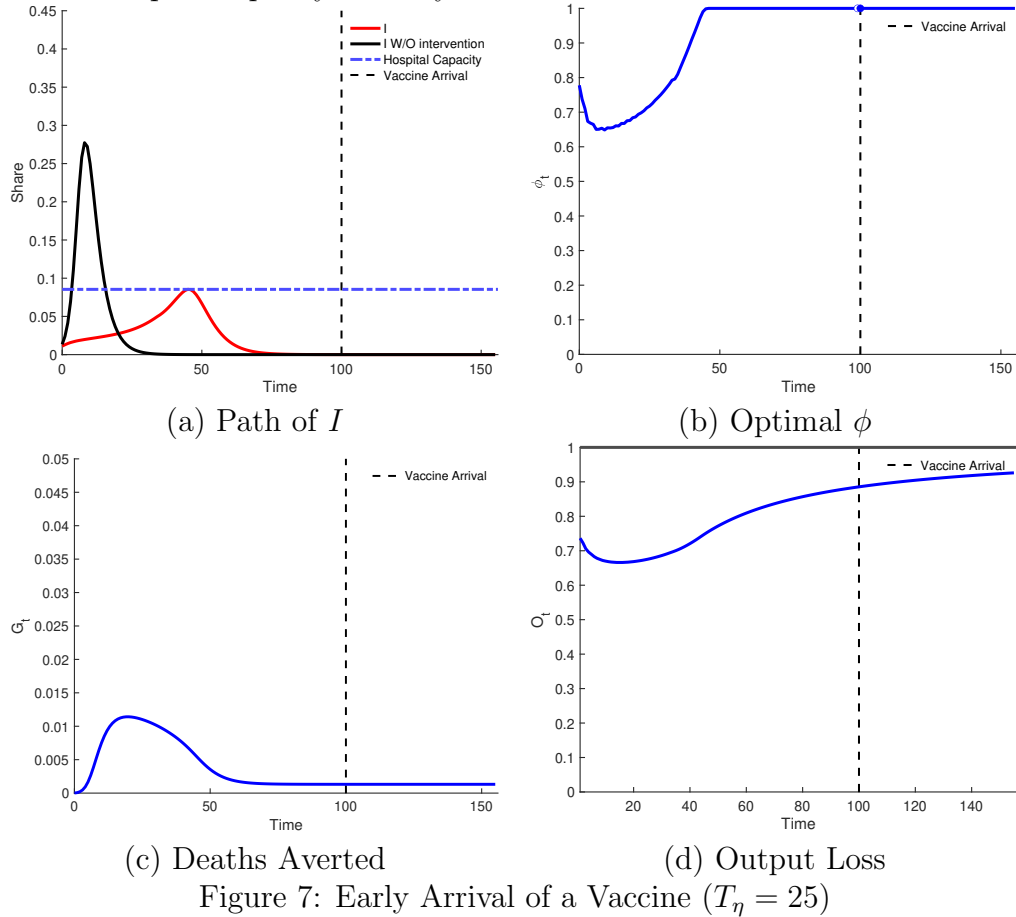 0.45
0.4
0.35
0.3
0.25
0.2
0.15
0.1
0.05
0
Share
I
I W/O intervention
Hospital Capacity
Vaccine Arrival
0 50 100 150
Time
(a) Path of I
1
0.9
0.8
0.7
0.6
0.5
0.4
0.3
0.2
0.1
0
ϕt
Vaccine Arrival
0 50 100 150
Time
(b) Optimal ϕ
0.05
0.045
0.04
0.035
0.03
0.025
0.02
0.015
0.01
0.005
0
Gt
Vaccine Arrival
0 50 100 150
Time
(c) Deaths Averted
1
0.9
0.8
0.7
0.6
0.5
0.4
0.3
0.2
0.1
0
Ot
Vaccine Arrival
20 40 60 80 100 120 140
Time
(d) Output Loss
Figure 7: Early Arrival of a Vaccine (Tη = 25)